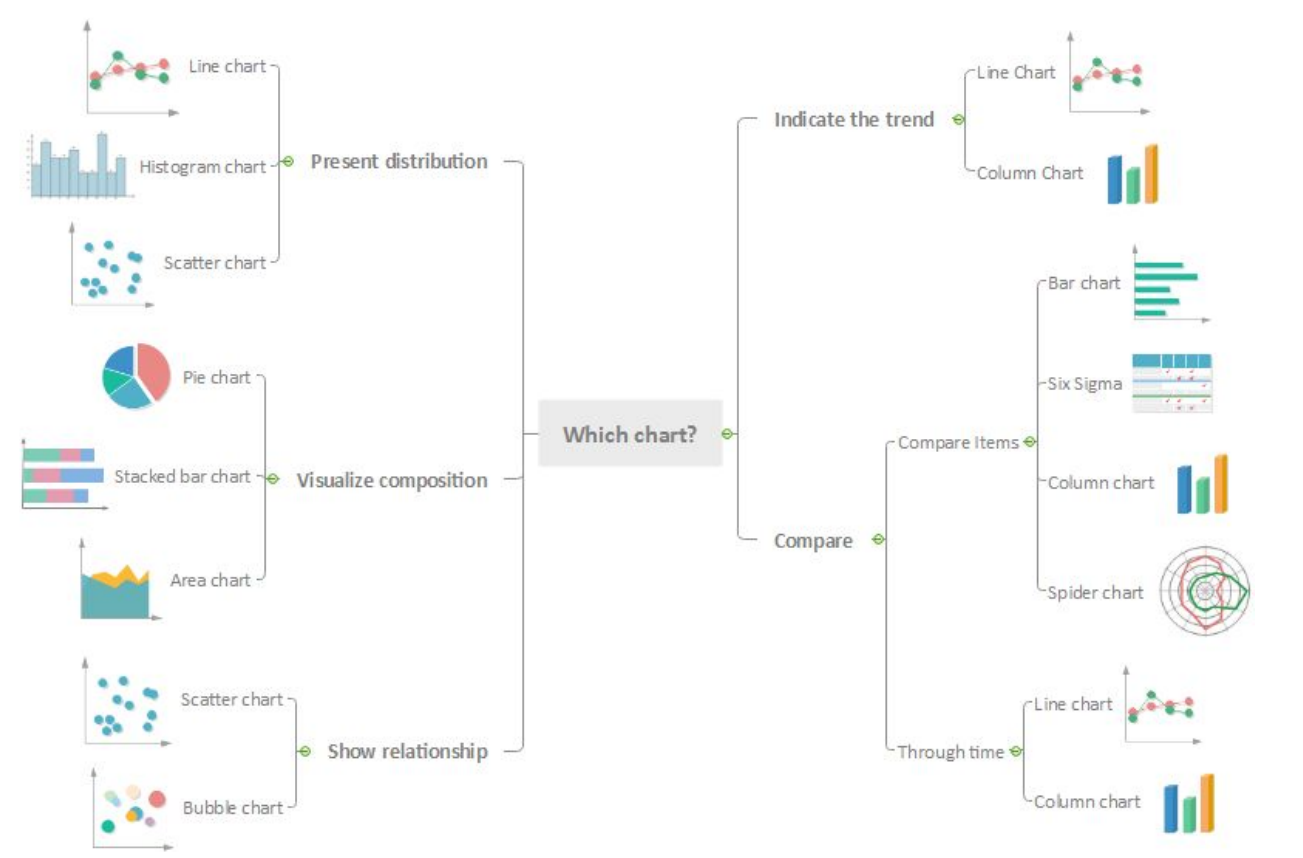 Line chart
Histogram chart
Scatter chart
Present distribution
Pie chart
Stacked bar chart
Area chart
Visualize composition
Scatter chart
Bubble chart
Show relationship
Which chart?
Indicate the trend
Line Chart
Column Chart
Compare
Compare Items
Bar chart
Six Sigma
Column chart
Spider chart
Through time
Line chart
Column chart